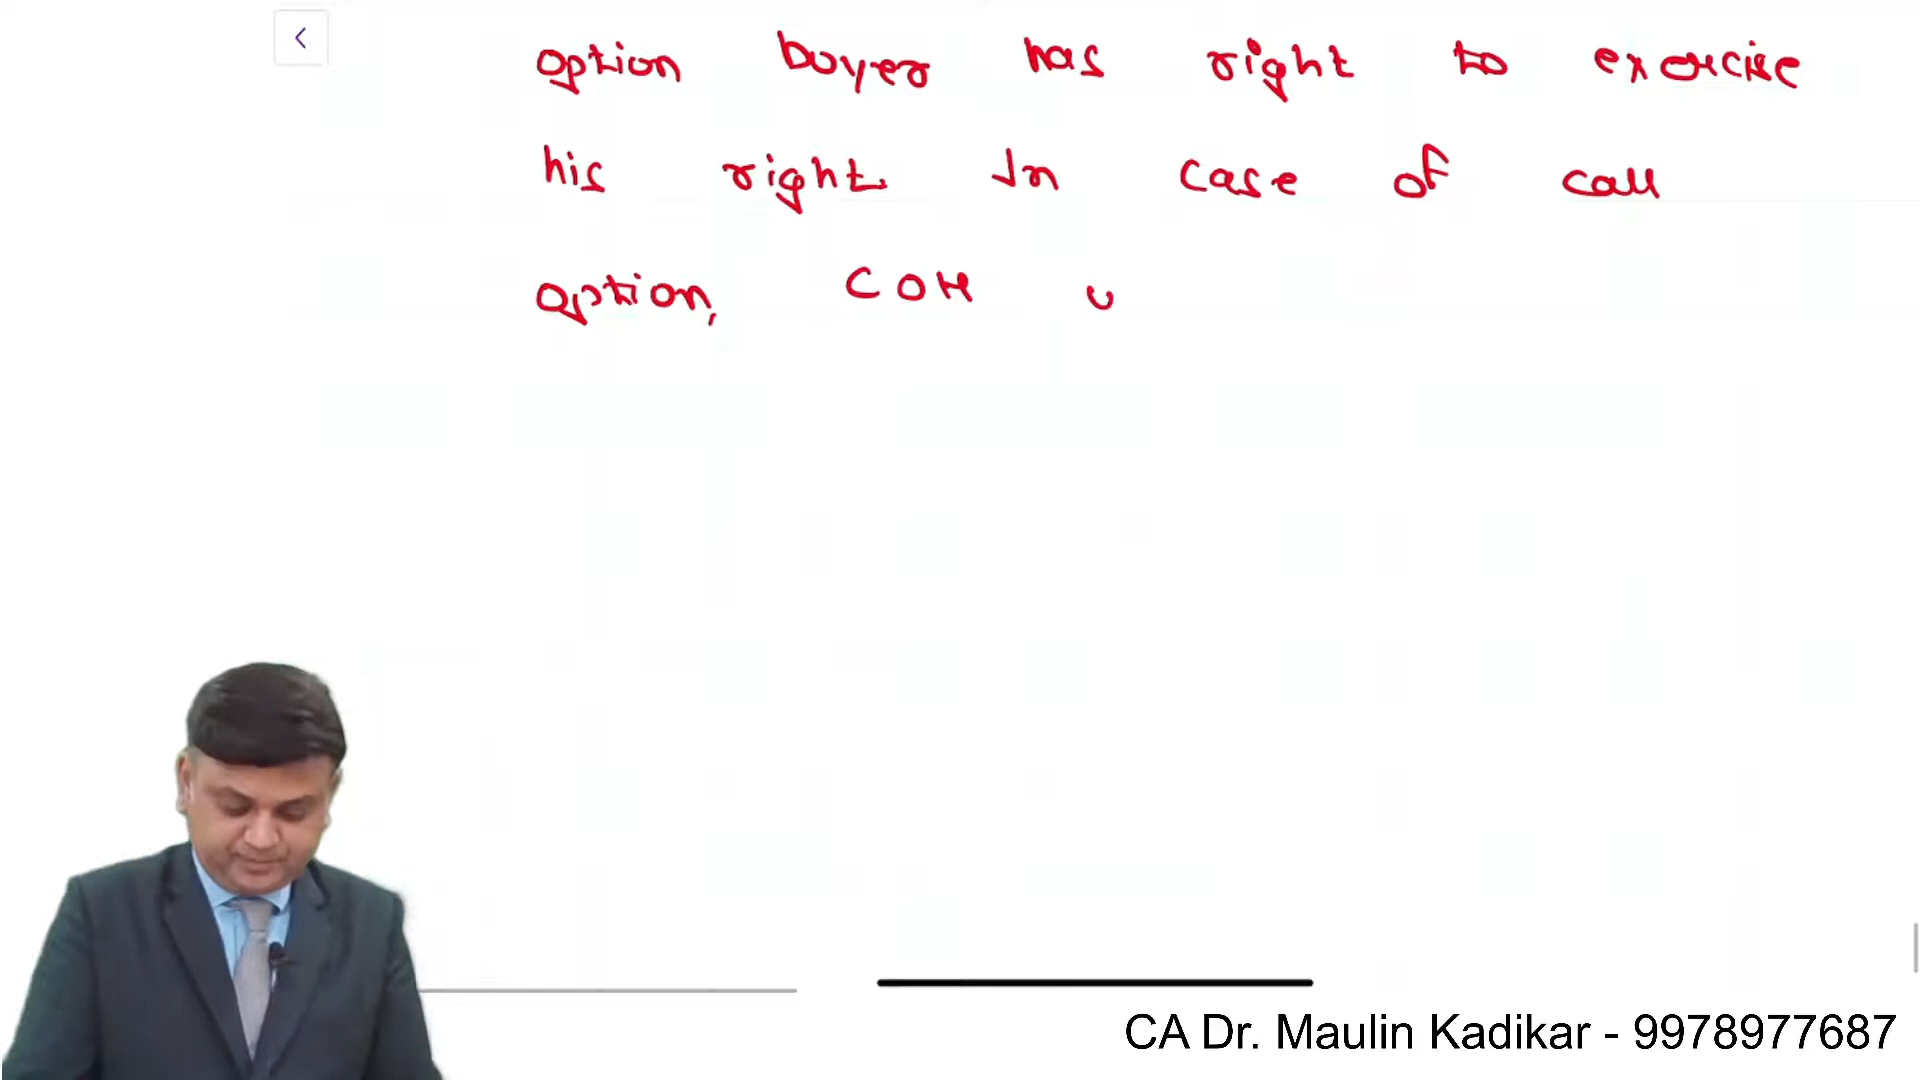 option buyer has right to exercise
his right. In case of call
option, COH u
CA Dr. Maulin Kadikar - 9978977687